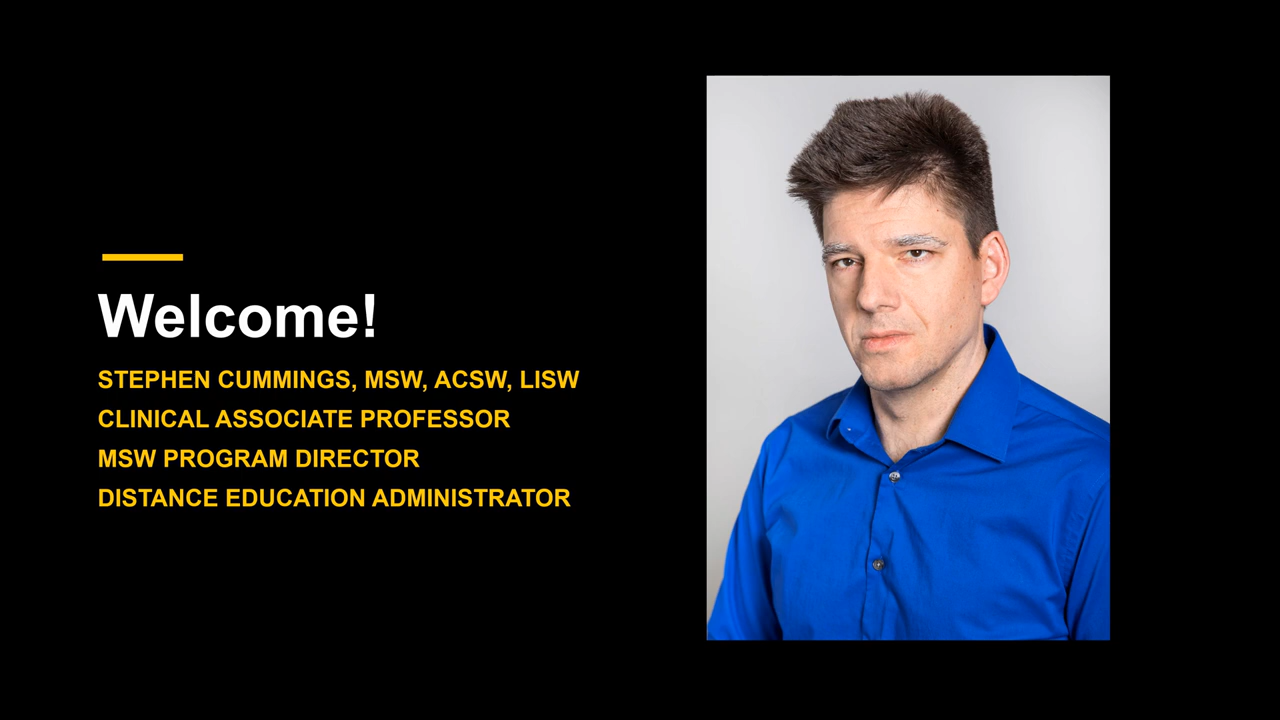 Welcome!
STEPHEN CUMMINGS, MSW, ACSW, LISW
CLINICAL ASSOCIATE PROFESSOR
MSW PROGRAM DIRECTOR
DISTANCE EDUCATION ADMINISTRATOR